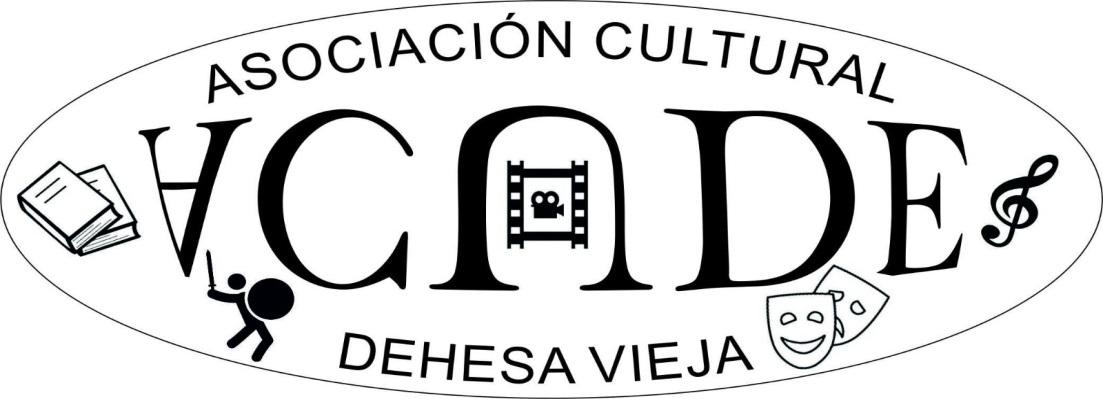 ASOCIACIÓN CULTURAL
ACUDE
DEHESA VIEJA